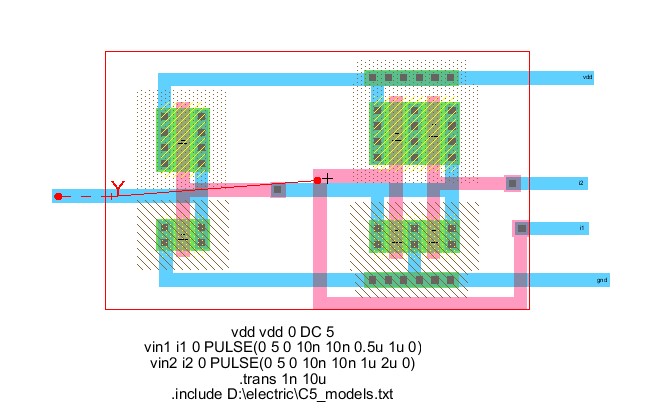 vdd
Y
i2
i1
gnd
vdd vdd 0 DC 5
vin1 i1 0 PULSE(0 5 0 10n 10n 0.5u 1u 0)
vin2 i2 0 PULSE(0 5 0 10n 10n 1u 2u 0)
.trans 1n 10u
.include D:\electric\C5_models.txt